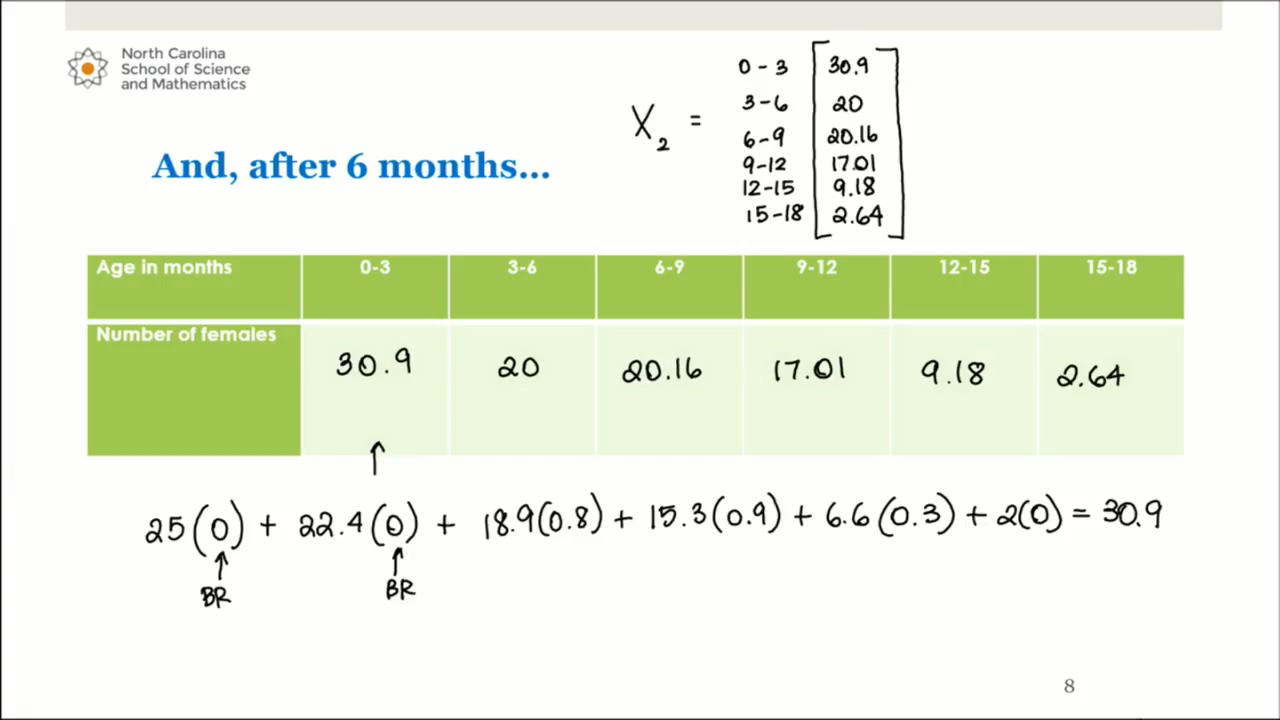 North Carolina
School of Science
and Mathematics
And, after 6 months...
X₂ =
0-3 30.9
3-6 20
6-9 20.16
9-12 17.01
12-15 9.18
15-18 2.64
Age in months 0-3 3-6 6-9 9-12 12-15 15-18
Number of females 30.9 20 20.16 17.01 9.18 2.64
25(0) + 22.4(0) + 18.9(0.8) + 15.3(0.9) + 6.6(0.3) + 2(0) = 30.9
BR BR
8